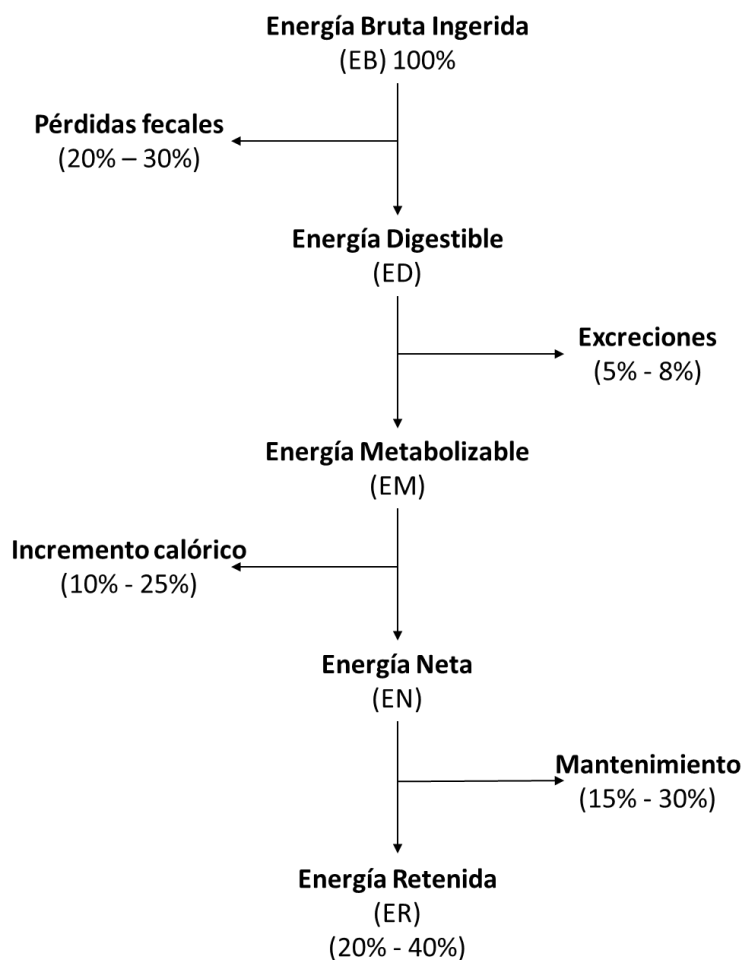 Energía Bruta Ingerida
(EB) 100%
Pérdidas fecales
(20% – 30%)
Energía Digestible
(ED)
Excreciones
(5% - 8%)
Energía Metabolizable
(EM)
Incremento calórico
(10% - 25%)
Energía Neta
(EN)
Mantenimiento
(15% - 30%)
Energía Retenida
(ER)
(20% - 40%)